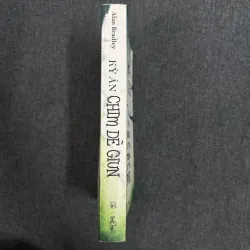 Alan Bradley
KỲ ÁN
CHIM DẼ GIUN